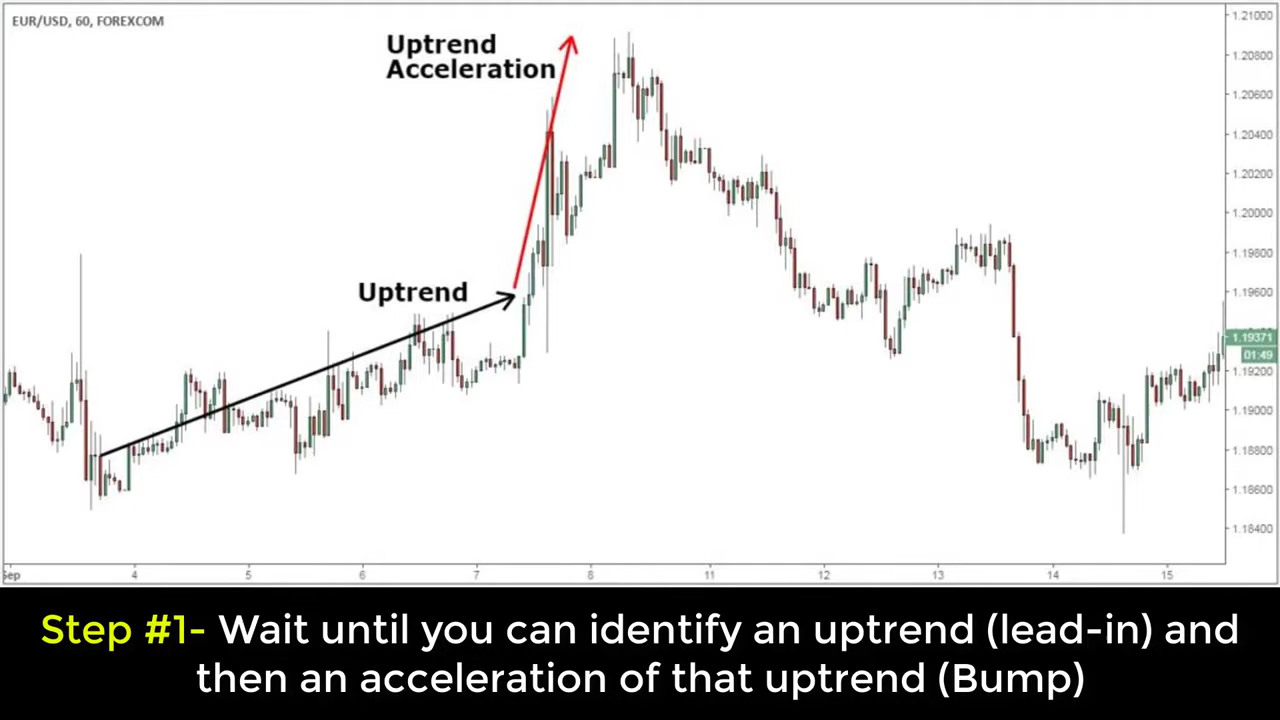 EUR/USD, 60, FOREXCOM
Uptrend
Acceleration
Uptrend
1.21000
1.20800
1.20600
1.20400
1.20200
1.20000
1.19800
1.19600
1.19371
01:49
1.19200
1.19000
1.18800
1.18600
1.18400
Sep 4 5 6 7 8 11 12 13 14 15
Step #1- Wait until you can identify an uptrend (lead-in) and
then an acceleration of that uptrend (Bump)